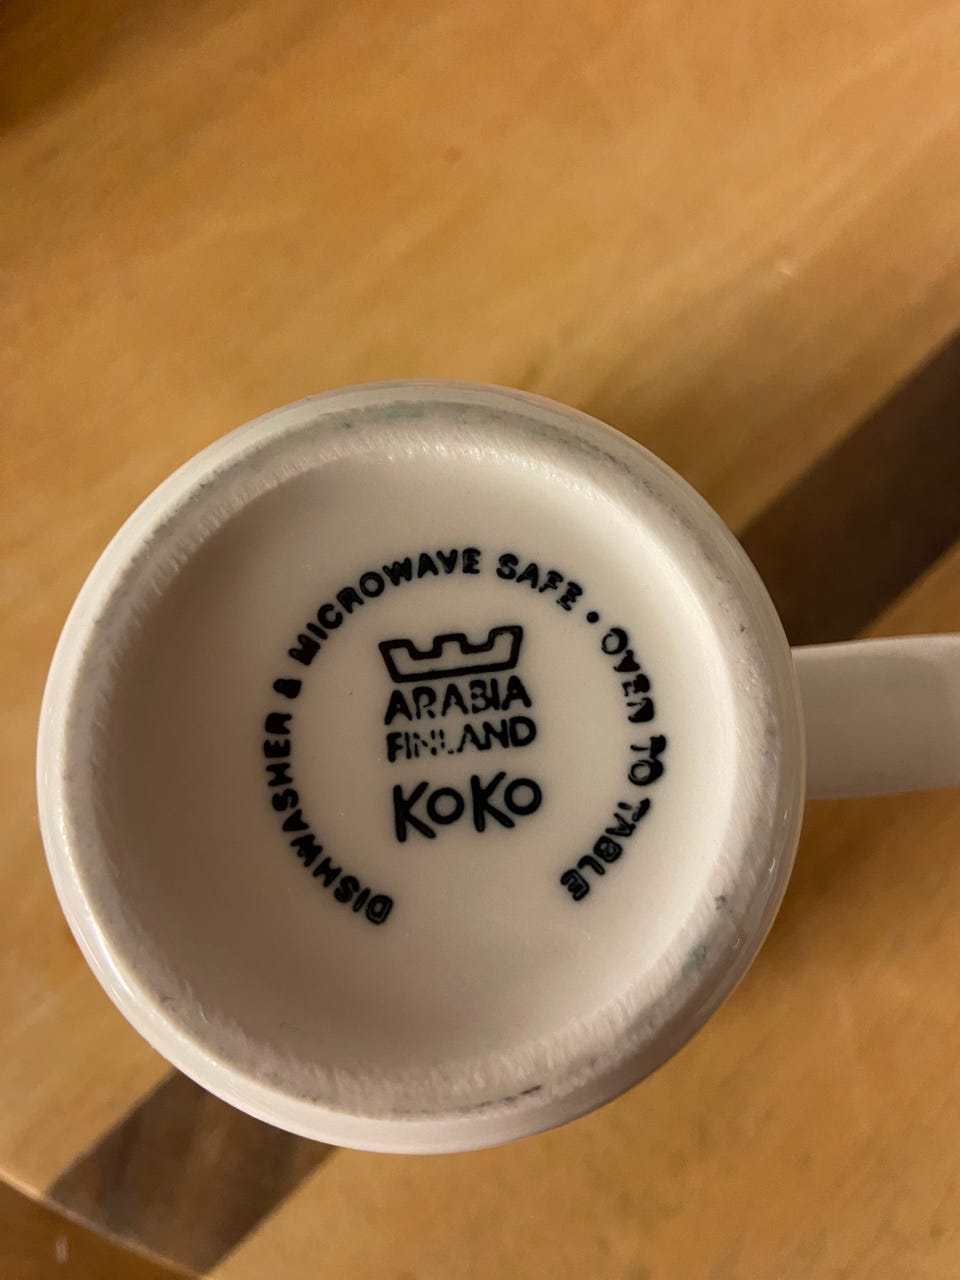 DISHWASHER & MICROWAVE SAFE • OVEN TO TABLE
ARABIA
FINLAND
KOKO